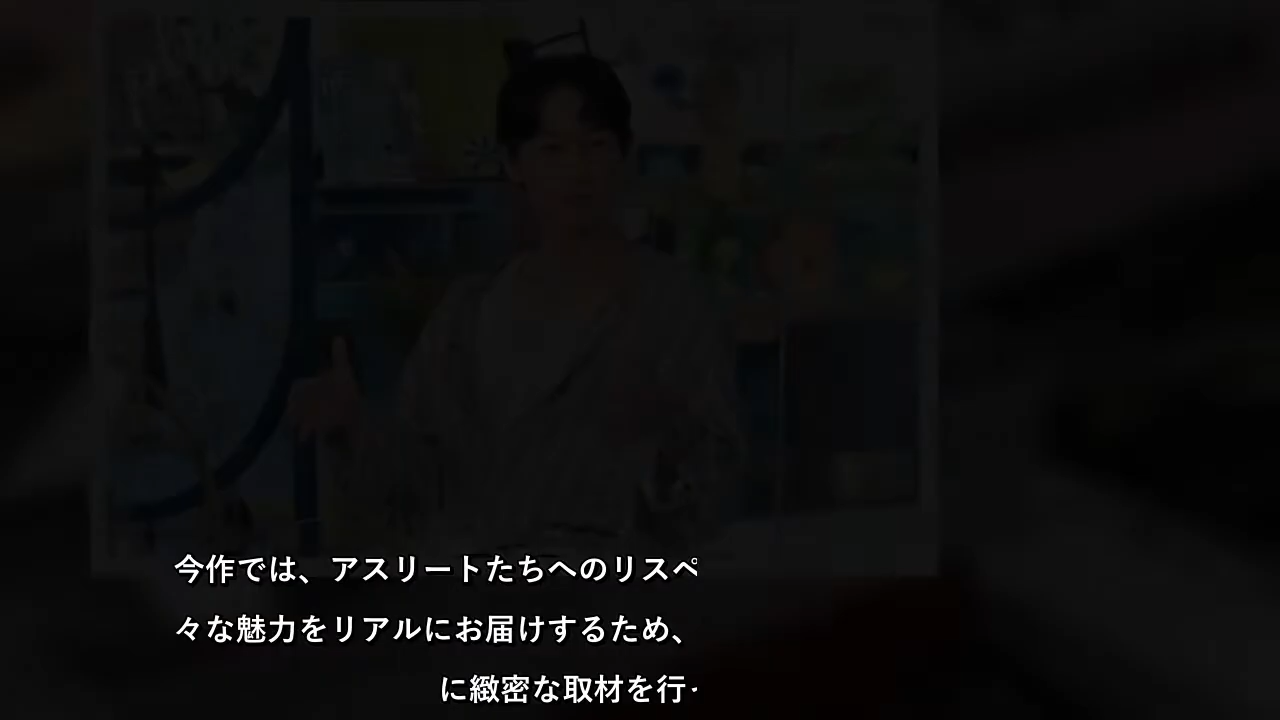 今作では、アスリートたちへのリスペ
々な魅力をリアルにお届けするため、
に緻密な取材を行